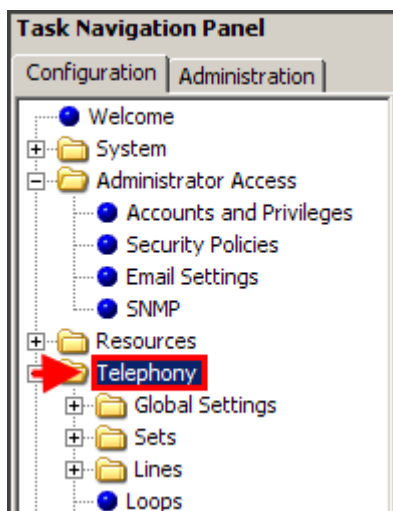 Task Navigation Panel
Configuration Administration
Welcome
System
Administrator Access
Accounts and Privileges
Security Policies
Email Settings
SNMP
Resources
Telephony
Global Settings
Sets
Lines
Loops